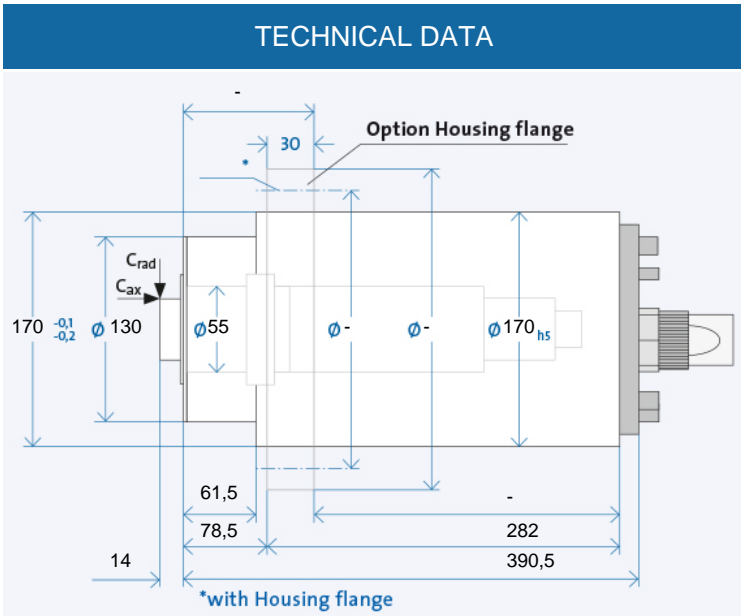 TECHNICAL DATA
-
30
Option Housing flange
*
Crad
Cax
170 -0,1 -0,2
Ø 130
Ø55
Ø-
Ø-
Ø170 h5
61,5
-
78,5
282
14
390,5
*with Housing flange